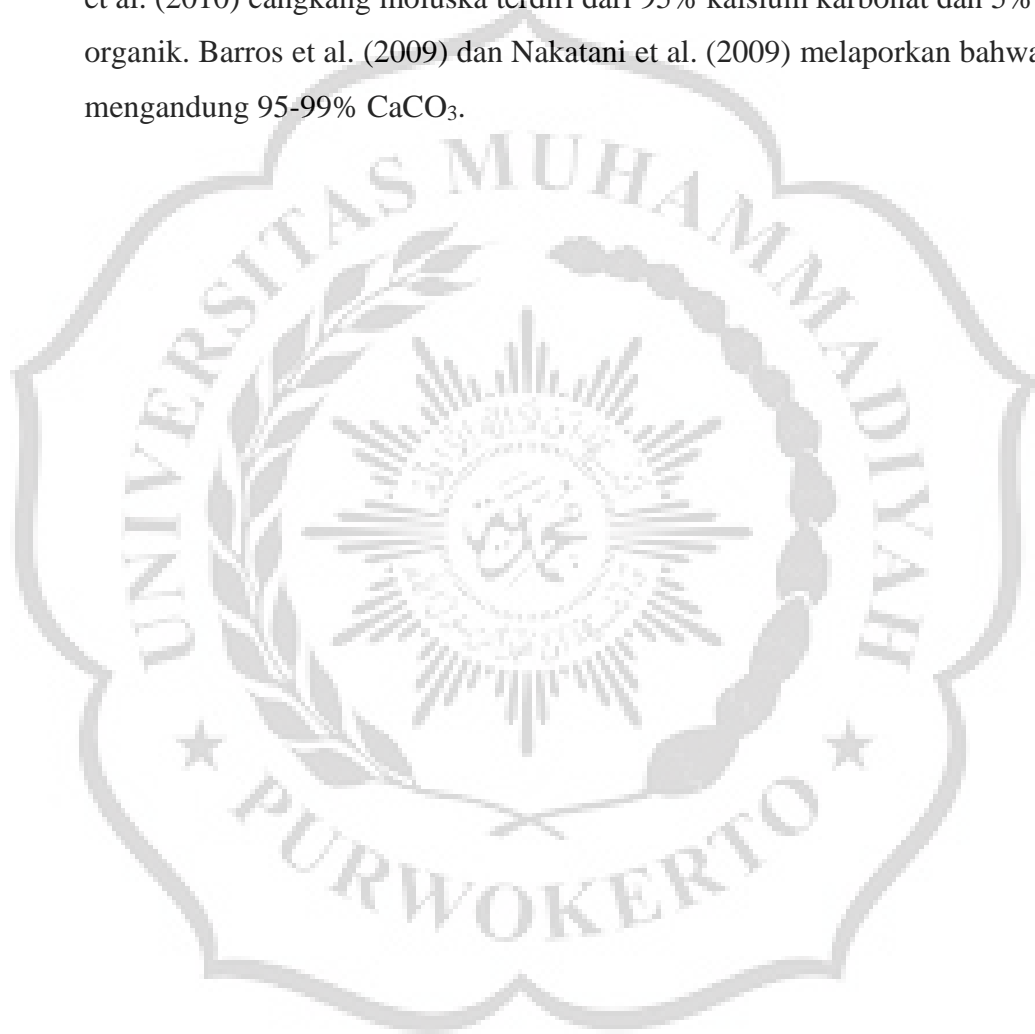 et al. (2010) cangkang moluska terdiri dari 95% kalsium karbonat dan 5%
organik. Barros et al. (2009) dan Nakatani et al. (2009) melaporkan bahwa
mengandung 95-99% CaCO₃.
UNIVERSITAS MUHAMMADIYAH
PURWOKERTO